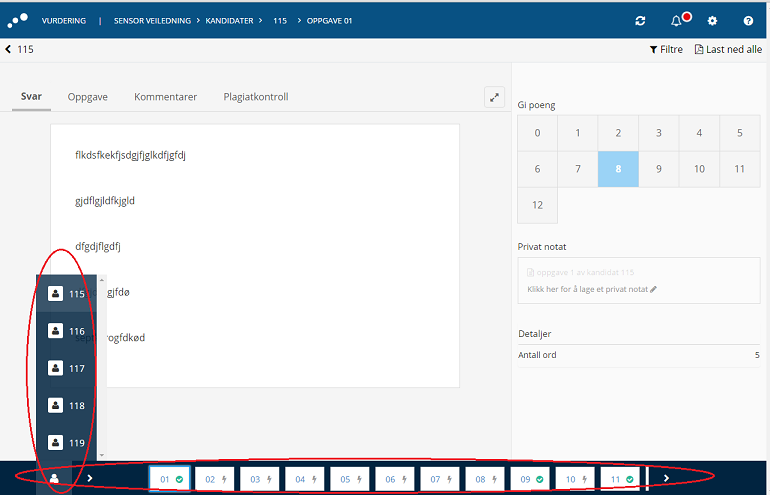 VURDERING | SENSOR VEILEDNING > KANDIDATER > 115 > OPPGAVE 01
115
Filtre Last ned alle
Svar Oppgave Kommentarer Plagiatkontroll
flkdsfkekfjsdgjfjglkdfjgfdj
gjdflgjldfkjgld
dfgdjflgdfj
gjfdø
rogfdkød
115
116
117
118
119
Gi poeng
0 1 2 3 4 5
6 7 8 9 10 11
12
Privat notat
oppgave 1 av kandidat 115
Klikk her for å lage et privat notat
Detaljer
Antall ord 5
01 02 03 04 05 06 07 08 09 10 11